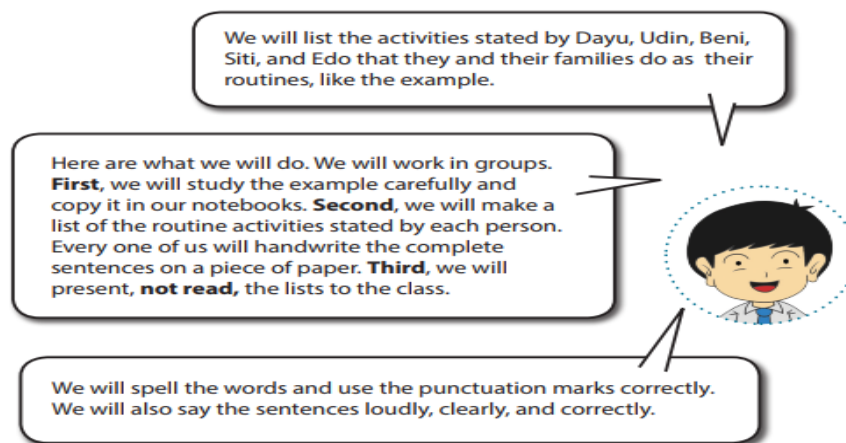 We will list the activities stated by Dayu, Udin, Beni,
Siti, and Edo that they and their families do as their
routines, like the example.
Here are what we will do. We will work in groups.
First, we will study the example carefully and
copy it in our notebooks. Second, we will make a
list of the routine activities stated by each person.
Every one of us will handwrite the complete
sentences on a piece of paper. Third, we will
present, not read, the lists to the class.
We will spell the words and use the punctuation marks correctly.
We will also say the sentences loudly, clearly, and correctly.